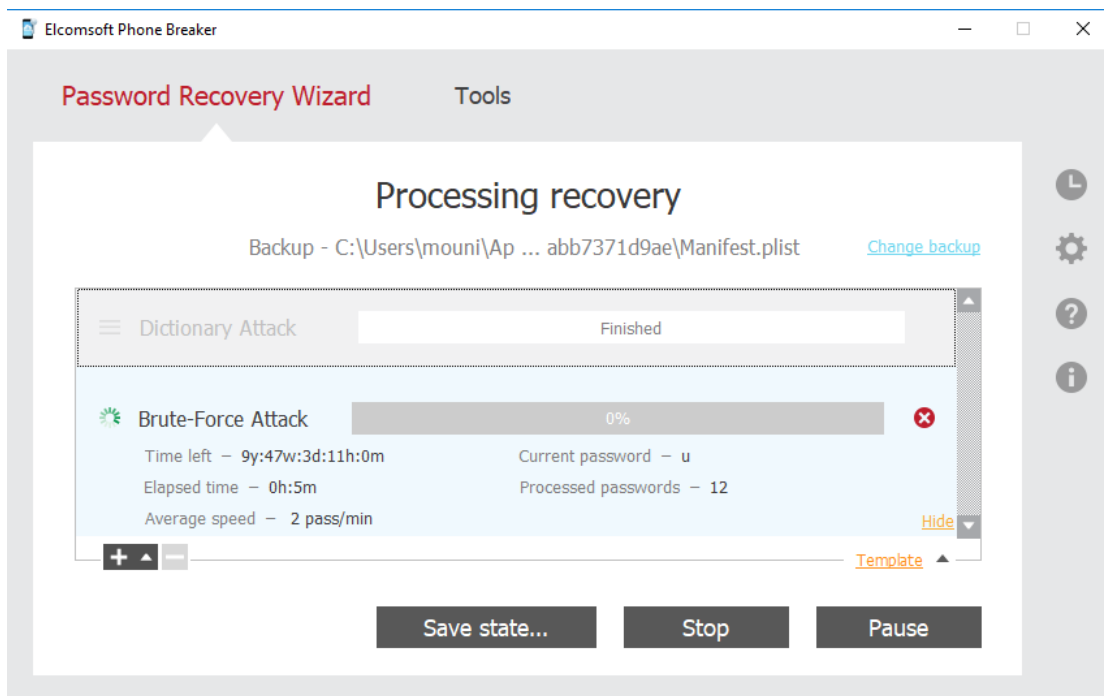 Elcomsoft Phone Breaker
Password Recovery Wizard Tools
Processing recovery
Backup - C:\Users\mouni\Ap ... abb7371d9ae\Manifest.plist Change backup
Dictionary Attack Finished
Brute-Force Attack 0%
Time left – 9y:47w:3d:11h:0m Current password – u
Elapsed time – 0h:5m Processed passwords – 12
Average speed – 2 pass/min
Hide
Template
Save state... Stop Pause